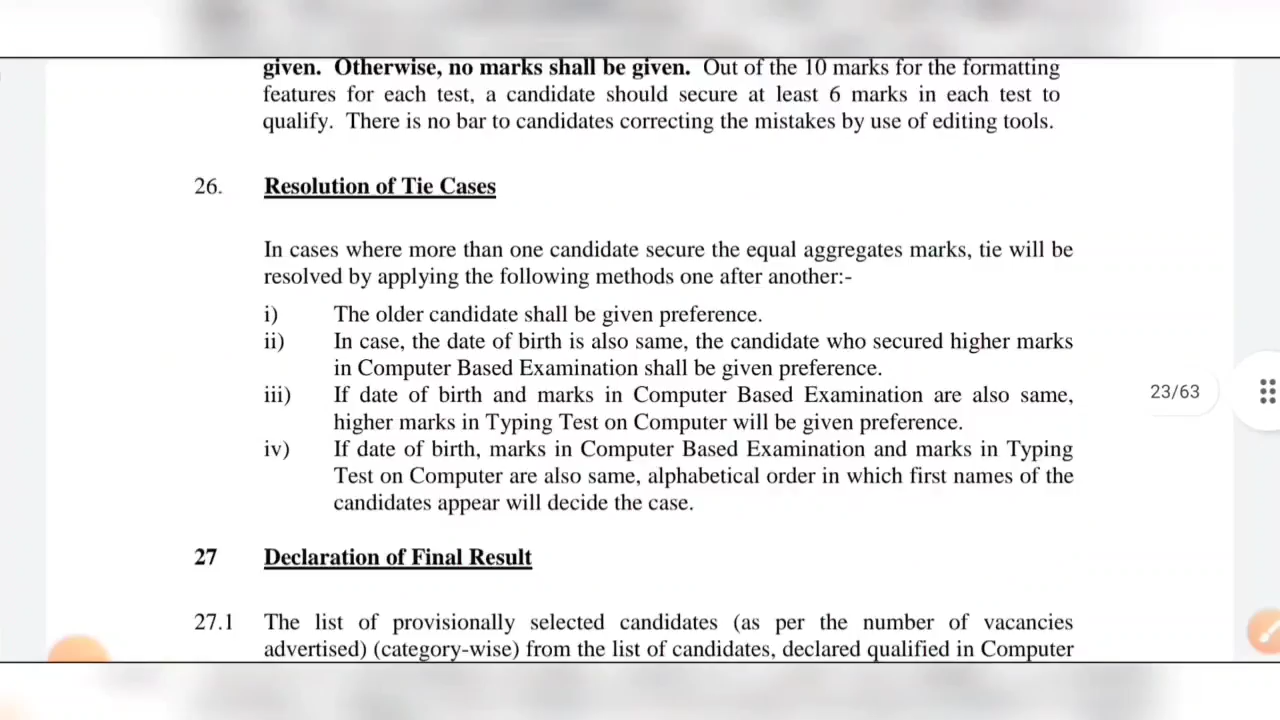 given. Otherwise, no marks shall be given. Out of the 10 marks for the formatting
features for each test, a candidate should secure at least 6 marks in each test to
qualify. There is no bar to candidates correcting the mistakes by use of editing tools.
26. Resolution of Tie Cases
In cases where more than one candidate secure the equal aggregates marks, tie will be
resolved by applying the following methods one after another:-
i) The older candidate shall be given preference.
ii) In case, the date of birth is also same, the candidate who secured higher marks
in Computer Based Examination shall be given preference.
iii) If date of birth and marks in Computer Based Examination are also same,
23/63
higher marks in Typing Test on Computer will be given preference.
iv) If date of birth, marks in Computer Based Examination and marks in Typing
Test on Computer are also same, alphabetical order in which first names of the
candidates appear will decide the case.
27 Declaration of Final Result
27.1 The list of provisionally selected candidates (as per the number of vacancies
advertised) (category-wise) from the list of candidates, declared qualified in Computer